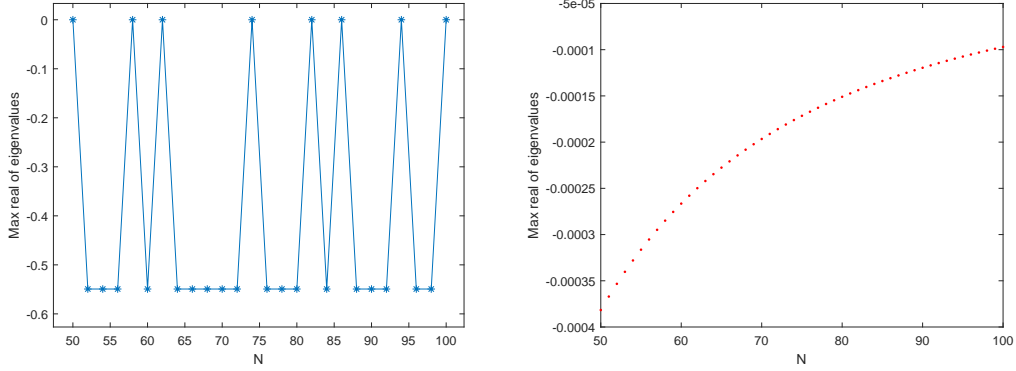 0
-0.1
-0.2
-0.3
-0.4
-0.5
-0.6
Max real of eigenvalues
50 55 60 65 70 75 80 85 90 95 100
N
-5e-05
-0.0001
-0.00015
-0.0002
-0.00025
-0.0003
-0.00035
-0.0004
Max real of eigenvalues
50 60 70 80 90 100
N